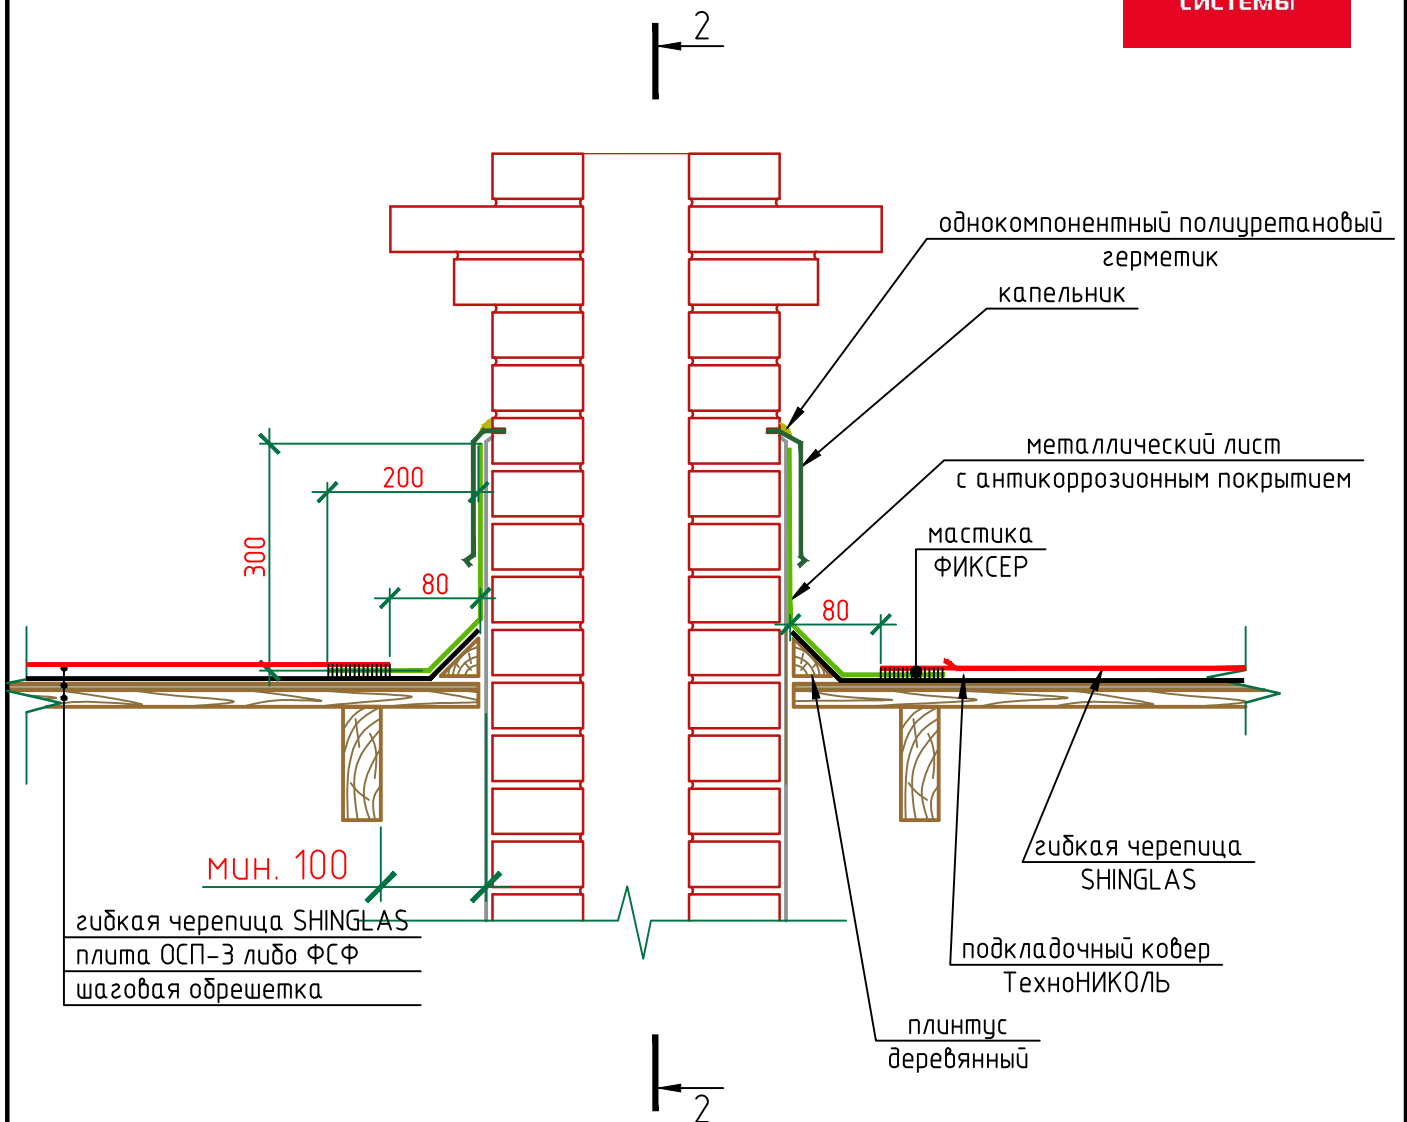 СИСТЕМЫ
2
однокомпонентный полиуретановый
герметик
капельник
металлический лист
с антикоррозионным покрытием
200
300
80
мастика
ФИКСЕР
80
мин. 100
гибкая черепица
SHINGLAS
гибкая черепица SHINGLAS
плита ОСП-3 либо ФСФ
шаговая обрешетка
подкладочный ковер
ТехноНИКОЛЬ
плинтус
деревянный
2